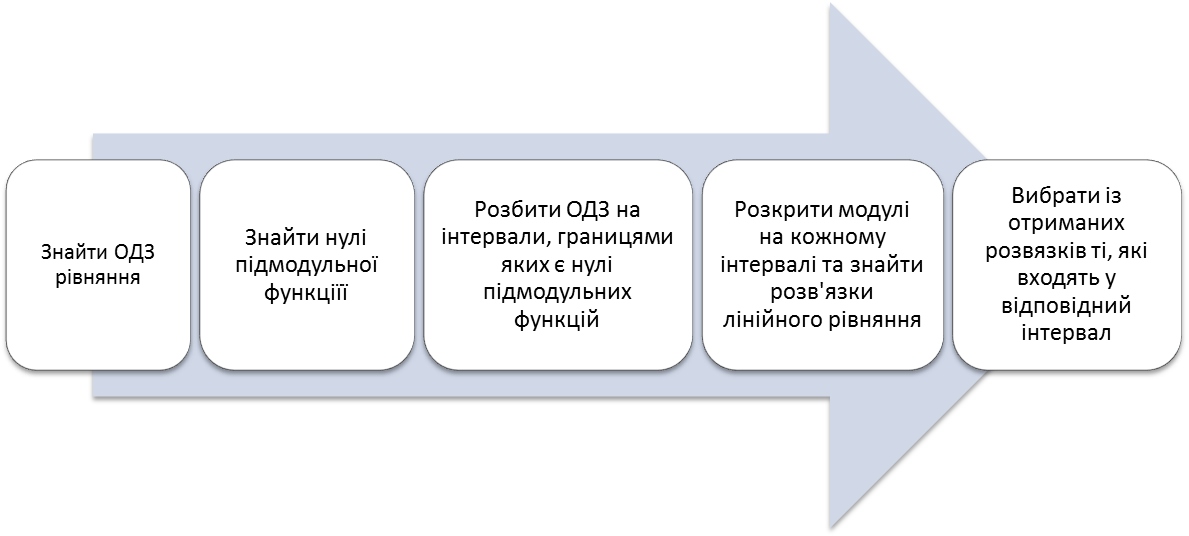 Знайти ОДЗ
рівняння
Знайти нулі
підмодульної
функціїї
Розбити ОДЗ на
інтервали, границями
яких є нулі
підмодульних
функцій
Розкрити модулі
на кожному
інтервалі та знайти
розв'язки
лінійного рівняння
Вибрати із
отриманих
розвязків ті, які
входять у
відповідний
інтервал